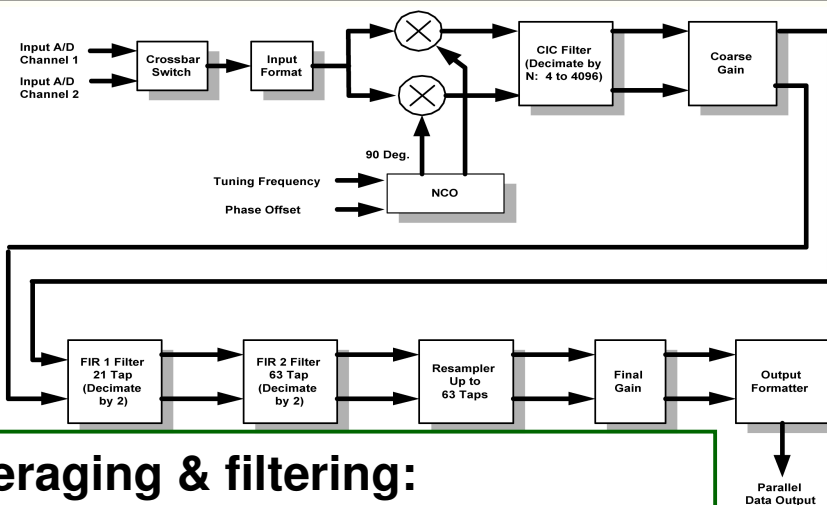 Input A/D
Channel 1
Input A/D
Channel 2
Crossbar
Switch
Input
Format
CIC Filter
(Decimate by
N: 4 to 4096)
Coarse
Gain
90 Deg.
Tuning Frequency
Phase Offset
NCO
FIR 1 Filter
21 Tap
(Decimate
by 2)
FIR 2 Filter
63 Tap
(Decimate
by 2)
Resampler
Up to
63 Taps
Final
Gain
Output
Formatter
Parallel
Data Output
eraging & filtering: